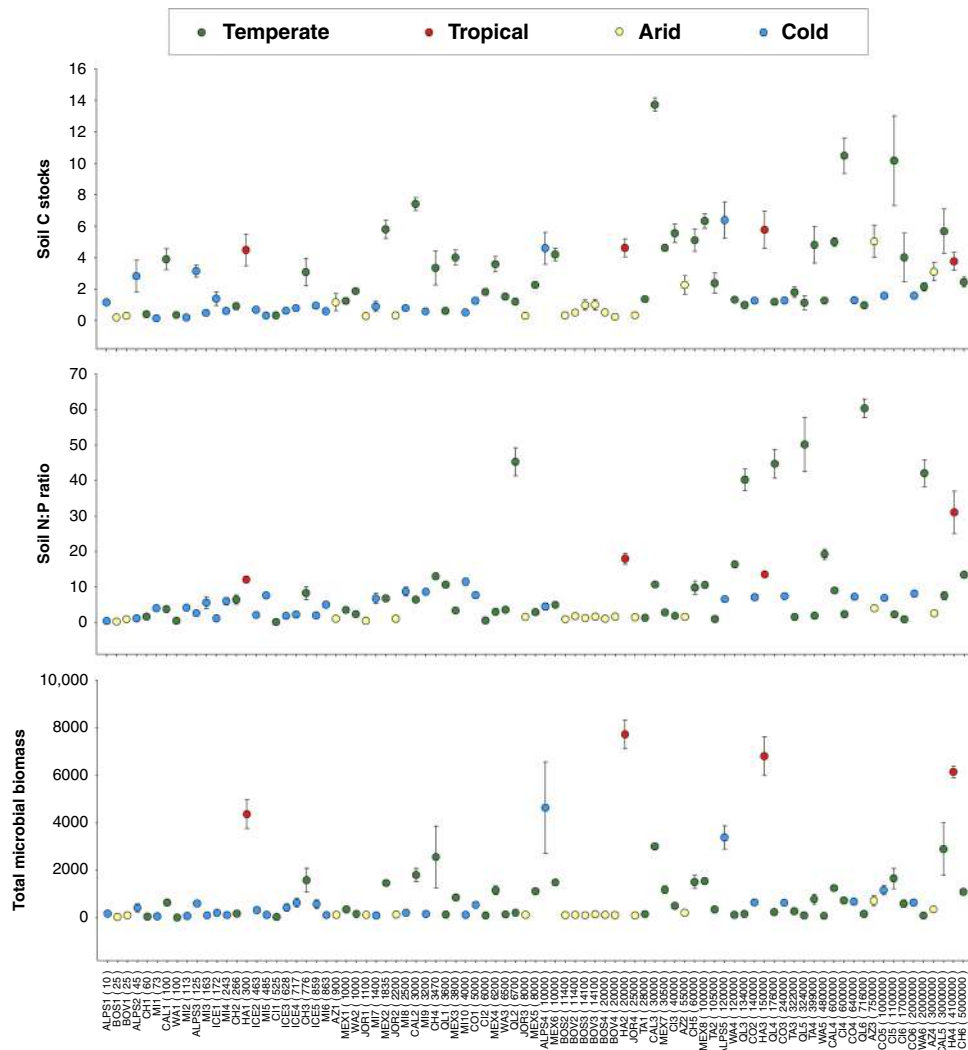 Temperate Tropical Arid Cold
16
14
12
10
8
6
4
2
0
Soil C stocks
70
60
50
40
30
20
10
0
Soil N:P ratio
10,000
8000
6000
4000
2000
0
Total microbial biomass
ALPS1 ( 10 )
BOS1 ( 25 )
BOV1 ( 25 )
ALPS2 ( 45 )
CH1 ( 60 )
MI1 ( 73 )
CAL1 ( 100 )
WA1 ( 100 )
MI2 ( 113 )
ALPS3 ( 125 )
MI3 ( 163 )
ICE1 ( 172 )
MI4 ( 243 )
CH2 ( 266 )
HA1 ( 300 )
ICE2 ( 463 )
MI5 ( 485 )
CI1 ( 525 )
ICE3 ( 628 )
ICE4 ( 717 )
CH3 ( 776 )
ICE5 ( 859 )
MI6 ( 883 )
AZ1 ( 900 )
MEX1 ( 1000 )
WA2 ( 1000 )
JOR1 ( 1100 )
MI7 ( 1400 )
MEX2 ( 1835 )
JOR2 ( 2200 )
MI8 ( 2500 )
CAL2 ( 3000 )
MI9 ( 3200 )
CH4 ( 3470 )
QL1 ( 3600 )
MEX3 ( 3800 )
MI10 ( 4000 )
CO1 ( 5000 )
CI2 ( 6000 )
MEX4 ( 6200 )
( 6500 )
QL2 ( 6700 )
JOR3 ( 8000 )
MEX5 ( 8000 )
ALPS4 ( 10000 )
MEX6 ( 10000 )
BOS2 ( 11400 )
BOV2 ( 11400 )
BOS3 ( 14100 )
BOV3 ( 14100 )
BOS4 ( 20000 )
BOV4 ( 20000 )
HA2 ( 20000 )
JOR4 ( 25000 )
TA1 ( 28000 )
CAL3 ( 30000 )
MEX7 ( 30500 )
CI3 ( 40000 )
AZ2 ( 55000 )
CH5 ( 60000 )
MEX8 ( 100000 )
TA2 ( 105000 )
ALPS5 ( 120000 )
WA4 ( 120000 )
QL3 ( 134000 )
CO2 ( 140000 )
HA3 ( 150000 )
QL4 ( 176000 )
CO3 ( 240000 )
TA3 ( 322000 )
QL5 ( 324000 )
TA4 ( 399000 )
WA5 ( 480000 )
CAL4 ( 600000 )
CI4 ( 600000 )
CO4 ( 640000 )
QL6 ( 716000 )
AZ3 ( 750000 )
CO5 ( 1000000 )
CI5 ( 1100000 )
CI6 ( 1700000 )
CO6 ( 2000000 )
WA6 ( 2000000 )
AZ4 ( 3000000 )
CAL5 ( 3000000 )
HA4 ( 4100000 )
CH6 ( 5000000 )